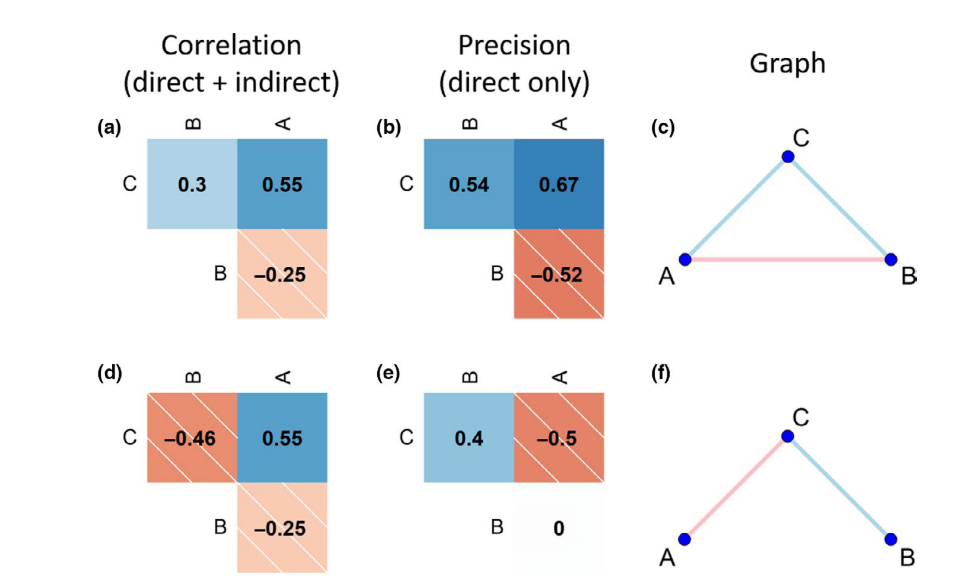 Correlation
(direct + indirect)
Precision
(direct only)
Graph
(a)
B
A
C
0.3
0.55
B
–0.25
(b)
B
A
C
0.54
0.67
B
–0.52
(c)
C
A
B
(d)
B
A
C
–0.46
0.55
B
–0.25
(e)
B
A
C
0.4
–0.5
B
0
(f)
C
A
B